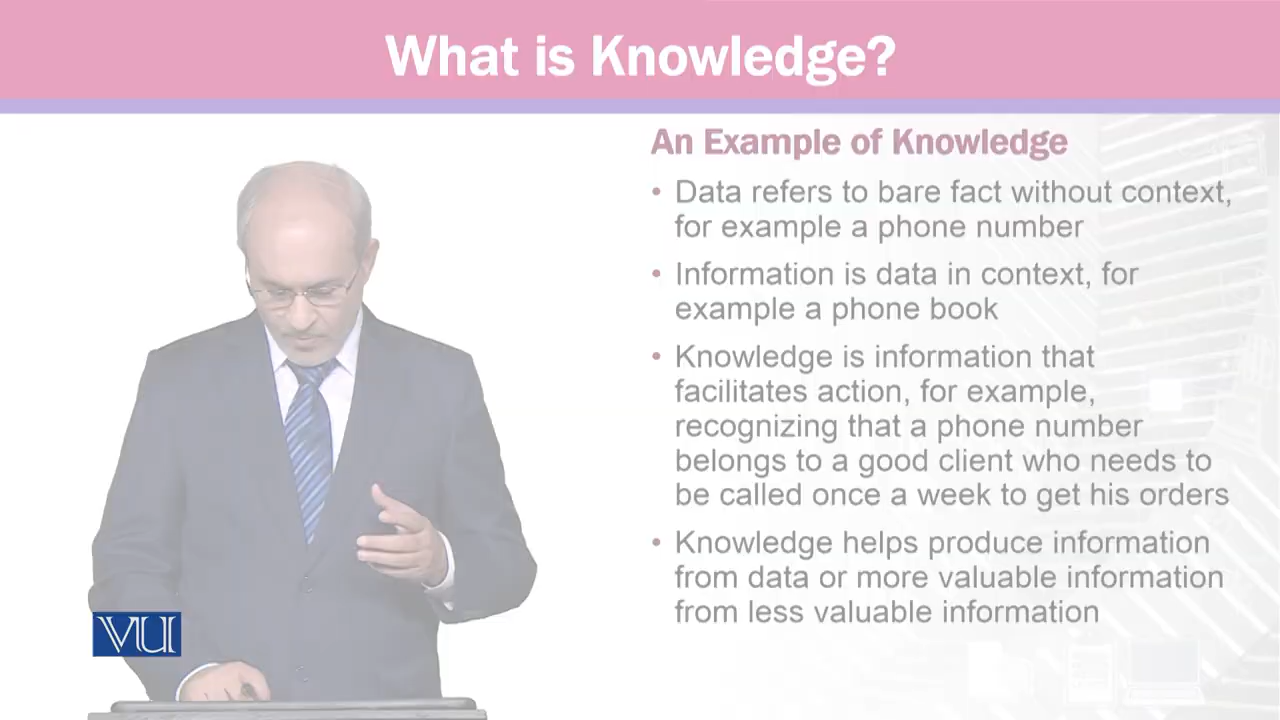 What is Knowledge?
An Example of Knowledge
• Data refers to bare fact without context,
for example a phone number
• Information is data in context, for
example a phone book
• Knowledge is information that
facilitates action, for example,
recognizing that a phone number
belongs to a good client who needs to
be called once a week to get his orders
• Knowledge helps produce information
from data or more valuable information
from less valuable information
VU